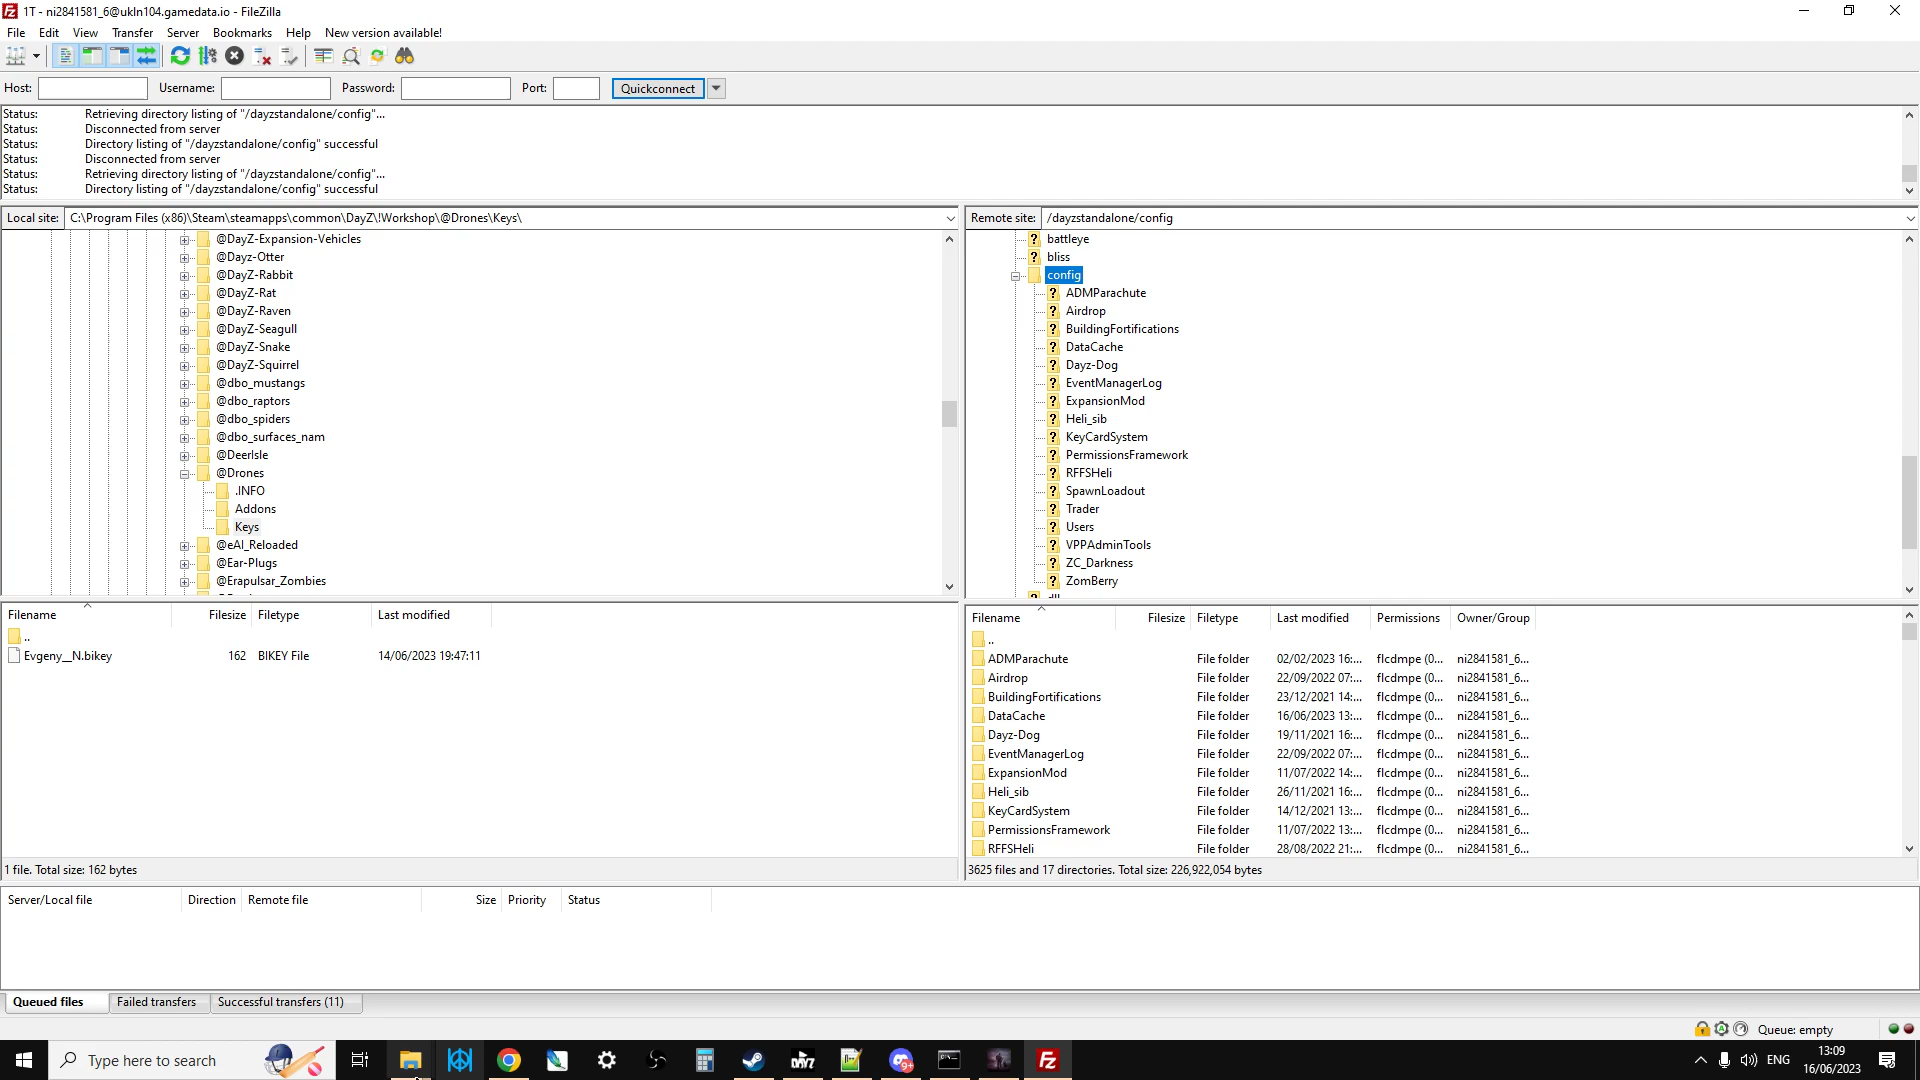 1T - ni2841581_6@ukln104.gamedata.io - FileZilla
File Edit View Transfer Server Bookmarks Help New version available!
Host: Username: Password: Port: Quickconnect
Status: Retrieving directory listing of "/dayzstandalone/config"...
Status: Disconnected from server
Status: Directory listing of "/dayzstandalone/config" successful
Status: Disconnected from server
Status: Retrieving directory listing of "/dayzstandalone/config"...
Status: Directory listing of "/dayzstandalone/config" successful
Local site: C:\Program Files (x86)\Steam\steamapps\common\DayZ\!Workshop\@Drones\Keys\
@DayZ-Expansion-Vehicles
@Dayz-Otter
@DayZ-Rabbit
@DayZ-Rat
@DayZ-Raven
@DayZ-Seagull
@DayZ-Snake
@DayZ-Squirrel
@dbo_mustangs
@dbo_raptors
@dbo_spiders
@dbo_surfaces_nam
@DeerIsle
@Drones
.INFO
Addons
Keys
@eAI_Reloaded
@Ear-Plugs
@Erapulsar_Zombies
Filename Filesize Filetype Last modified
..
Evgeny__N.bikey 162 BIKEY File 14/06/2023 19:47:11
1 file. Total size: 162 bytes
Remote site: /dayzstandalone/config
battleye
bliss
config
ADMParachute
Airdrop
BuildingFortifications
DataCache
Dayz-Dog
EventManagerLog
ExpansionMod
Heli_sib
KeyCardSystem
PermissionsFramework
RFFSHeli
SpawnLoadout
Trader
Users
VPPAdminTools
ZC_Darkness
ZomBerry
Filename Filesize Filetype Last modified Permissions Owner/Group
..
ADMParachute File folder 02/02/2023 16:... flcdmpe (0... ni2841581_6...
Airdrop File folder 22/09/2022 07:... flcdmpe (0... ni2841581_6...
BuildingFortifications File folder 23/12/2021 14:... flcdmpe (0... ni2841581_6...
DataCache File folder 16/06/2023 13:... flcdmpe (0... ni2841581_6...
Dayz-Dog File folder 19/11/2021 16:... flcdmpe (0... ni2841581_6...
EventManagerLog File folder 22/09/2022 07:... flcdmpe (0... ni2841581_6...
ExpansionMod File folder 11/07/2022 14:... flcdmpe (0... ni2841581_6...
Heli_sib File folder 26/11/2021 16:... flcdmpe (0... ni2841581_6...
KeyCardSystem File folder 14/12/2021 13:... flcdmpe (0... ni2841581_6...
PermissionsFramework File folder 11/07/2022 13:... flcdmpe (0... ni2841581_6...
RFFSHeli File folder 28/08/2022 21:... flcdmpe (0... ni2841581_6...
3625 files and 17 directories. Total size: 226,922,054 bytes
Server/Local file Direction Remote file Size Priority Status
Queued files Failed transfers Successful transfers (11)
Queue: empty
Type here to search
ENG
13:09
16/06/2023